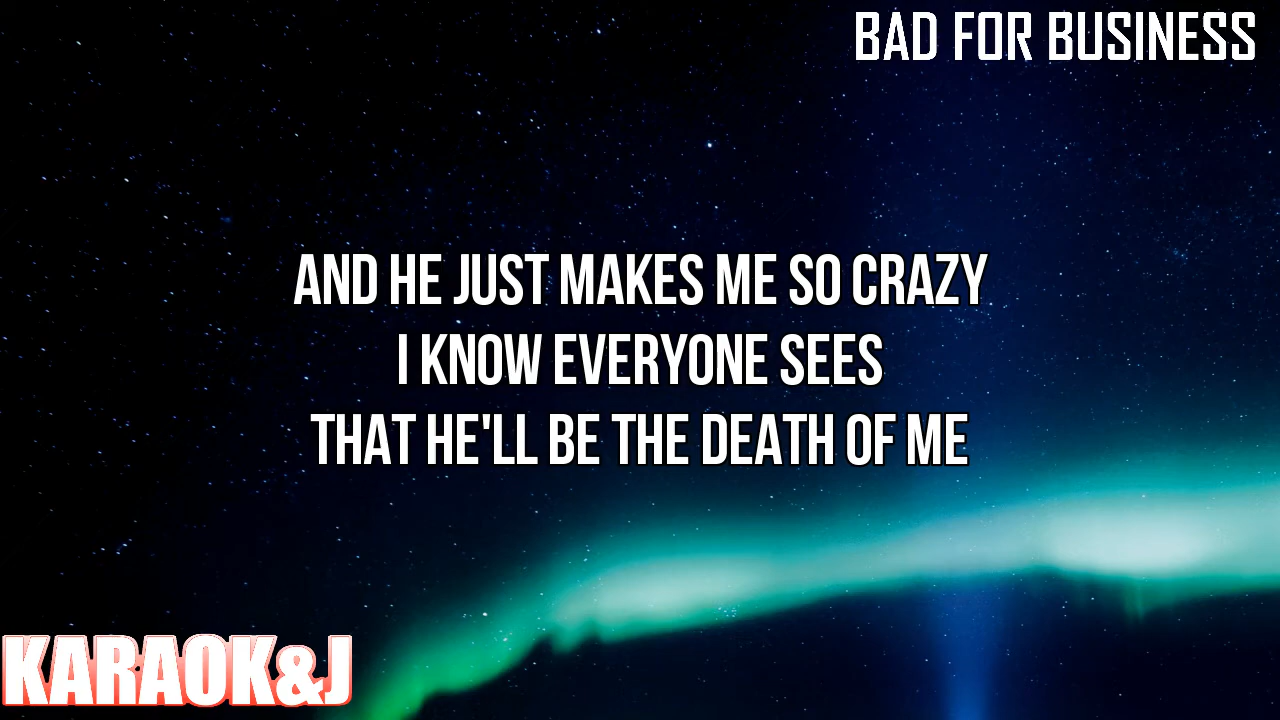 BAD FOR BUSINESS
AND HE JUST MAKES ME SO CRAZY
I KNOW EVERYONE SEES
THAT HE'LL BE THE DEATH OF ME
KARAOK&J